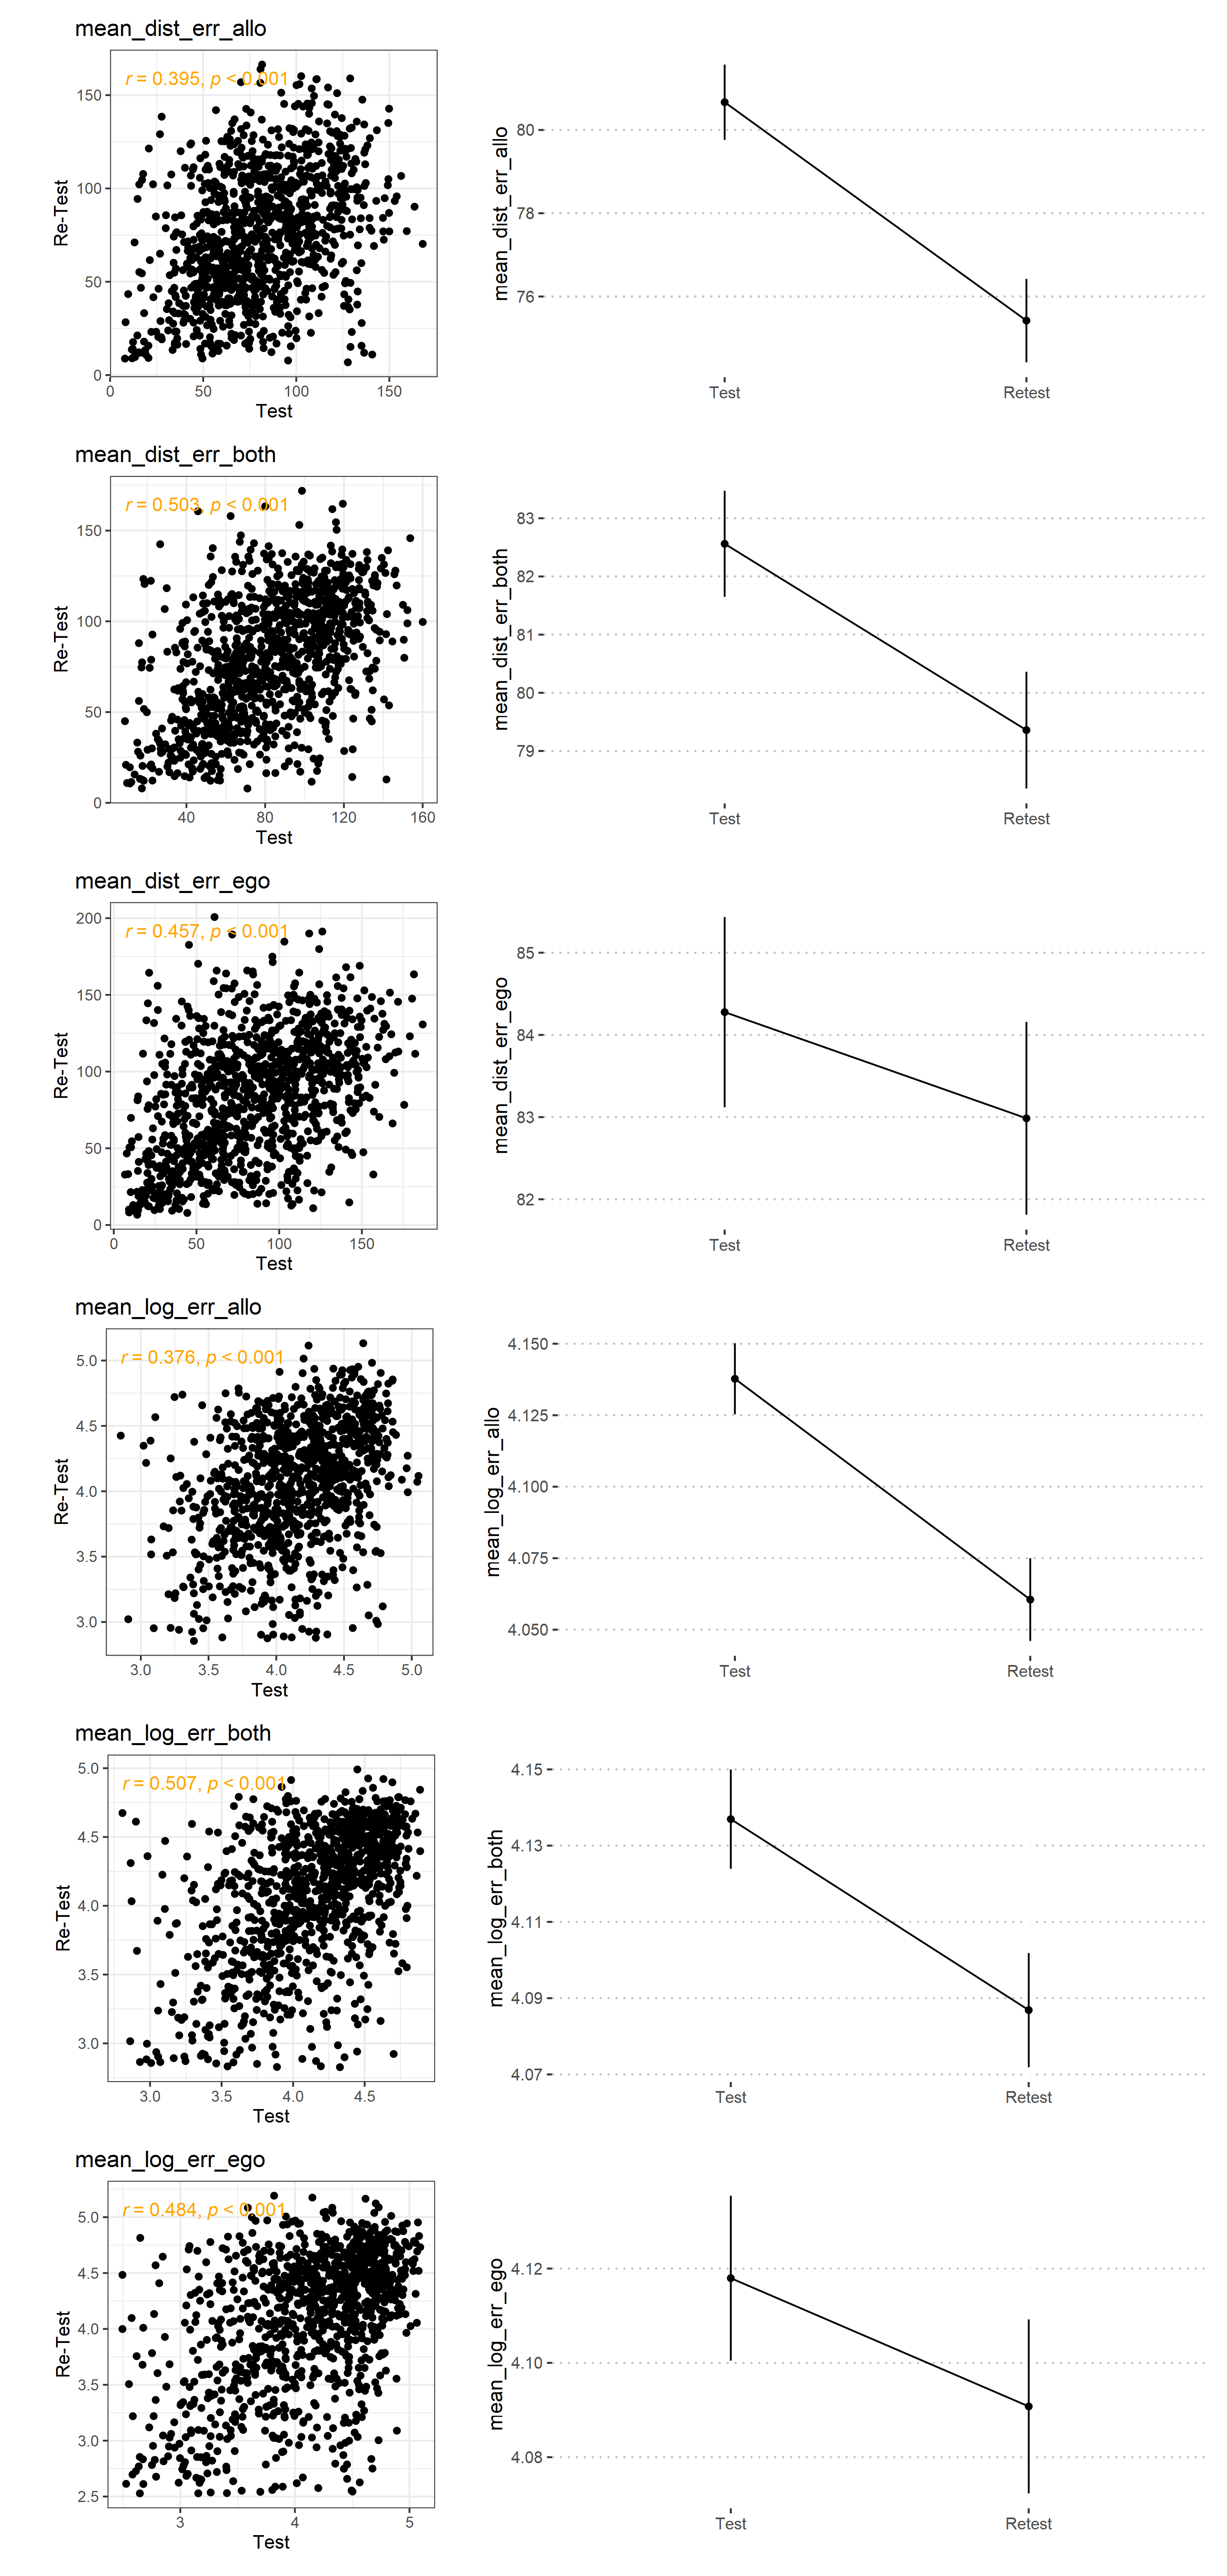 mean_dist_err_allo
r = 0.395, p < 0.001
150
100
50
0
Re-Test
0 50 100 150
Test
mean_dist_err_allo
80
78
76
Test Retest
mean_dist_err_both
r = 0.503, p < 0.001
150
100
50
0
Re-Test
40 80 120 160
Test
mean_dist_err_both
83
82
81
80
79
Test Retest
mean_dist_err_ego
r = 0.457, p < 0.001
200
150
100
50
0
Re-Test
0 50 100 150
Test
mean_dist_err_ego
85
84
83
82
Test Retest
mean_log_err_allo
r = 0.376, p < 0.001
5.0
4.5
4.0
3.5
3.0
Re-Test
3.0 3.5 4.0 4.5 5.0
Test
mean_log_err_allo
4.150
4.125
4.100
4.075
4.050
Test Retest
mean_log_err_both
r = 0.507, p < 0.001
5.0
4.5
4.0
3.5
3.0
Re-Test
3.0 3.5 4.0 4.5
Test
mean_log_err_both
4.15
4.13
4.11
4.09
4.07
Test Retest
mean_log_err_ego
r = 0.484, p < 0.001
5.0
4.5
4.0
3.5
3.0
2.5
Re-Test
3 4 5
Test
mean_log_err_ego
4.12
4.10
4.08
Test Retest